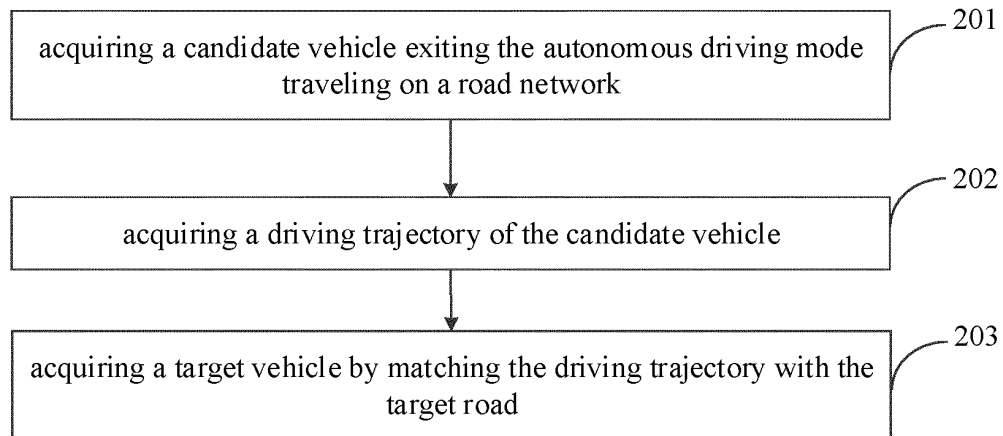 201
acquiring a candidate vehicle exiting the autonomous driving mode
traveling on a road network
202
acquiring a driving trajectory of the candidate vehicle
203
acquiring a target vehicle by matching the driving trajectory with the
target road